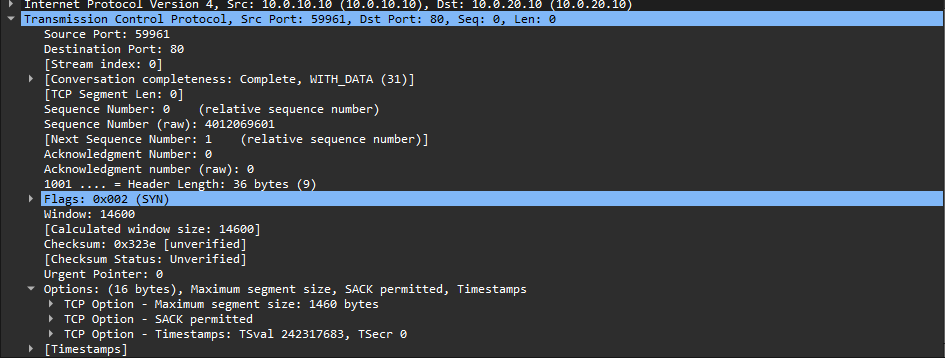 Internet Protocol Version 4, Src: 10.0.10.10 (10.0.10.10), Dst: 10.0.20.10 (10.0.20.10)
Transmission Control Protocol, Src Port: 59961, Dst Port: 80, Seq: 0, Len: 0
Source Port: 59961
Destination Port: 80
[Stream index: 0]
[Conversation completeness: Complete, WITH_DATA (31)]
[TCP Segment Len: 0]
Sequence Number: 0    (relative sequence number)
Sequence Number (raw): 4012069601
[Next Sequence Number: 1    (relative sequence number)]
Acknowledgment Number: 0
Acknowledgment number (raw): 0
1001 .... = Header Length: 36 bytes (9)
Flags: 0x002 (SYN)
Window: 14600
[Calculated window size: 14600]
Checksum: 0x323e [unverified]
[Checksum Status: Unverified]
Urgent Pointer: 0
Options: (16 bytes), Maximum segment size, SACK permitted, Timestamps
TCP Option - Maximum segment size: 1460 bytes
TCP Option - SACK permitted
TCP Option - Timestamps: TSval 242317683, TSecr 0
[Timestamps]